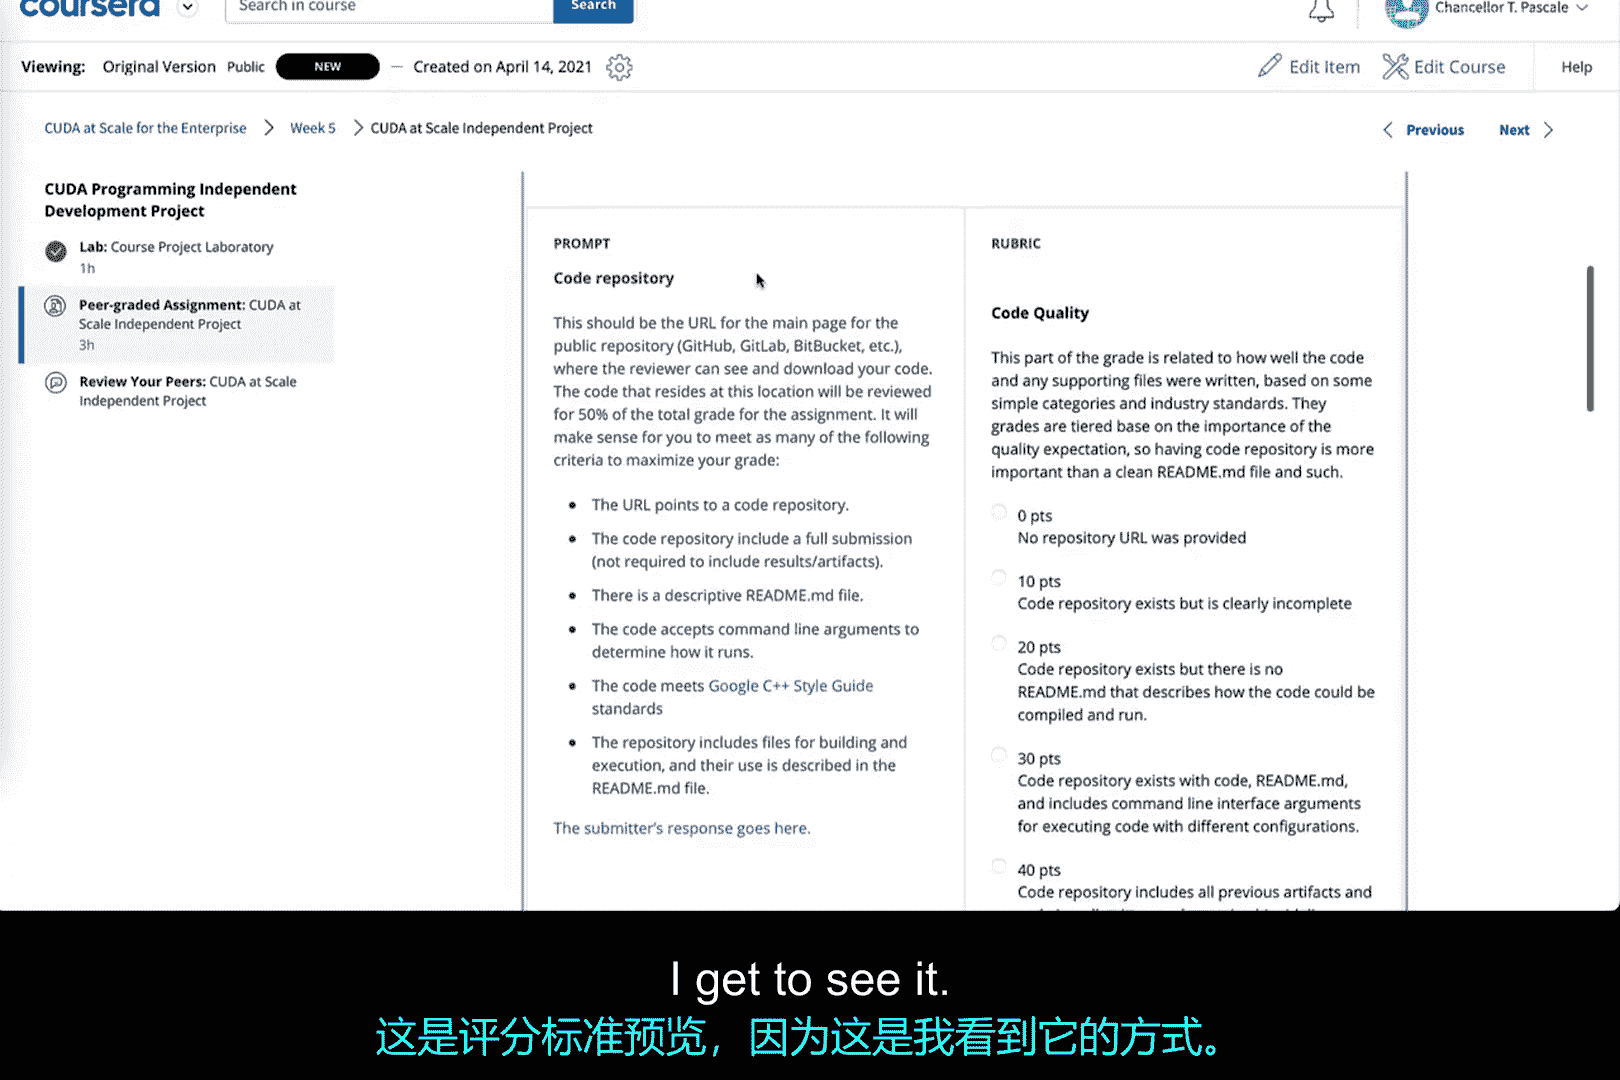 coursera
Search in course
Search
Chancellor T. Pascale
Viewing: Original Version Public NEW — Created on April 14, 2021
Edit Item
Edit Course
Help
CUDA at Scale for the Enterprise > Week 5 > CUDA at Scale Independent Project
Previous
Next
CUDA Programming Independent
Development Project
Lab: Course Project Laboratory
1h
Peer-graded Assignment: CUDA at
Scale Independent Project
3h
Review Your Peers: CUDA at Scale
Independent Project
PROMPT
Code repository
This should be the URL for the main page for the
public repository (GitHub, GitLab, BitBucket, etc.),
where the reviewer can see and download your code.
The code that resides at this location will be reviewed
for 50% of the total grade for the assignment. It will
make sense for you to meet as many of the following
criteria to maximize your grade:
• The URL points to a code repository.
• The code repository include a full submission
(not required to include results/artifacts).
• There is a descriptive README.md file.
• The code accepts command line arguments to
determine how it runs.
• The code meets Google C++ Style Guide
standards
• The repository includes files for building and
execution, and their use is described in the
README.md file.
The submitter's response goes here.
RUBRIC
Code Quality
This part of the grade is related to how well the code
and any supporting files were written, based on some
simple categories and industry standards. They
grades are tiered base on the importance of the
quality expectation, so having code repository is more
important than a clean README.md file and such.
0 pts
No repository URL was provided
10 pts
Code repository exists but is clearly incomplete
20 pts
Code repository exists but there is no
README.md that describes how the code could be
compiled and run.
30 pts
Code repository exists with code, README.md,
and includes command line interface arguments
for executing code with different configurations.
40 pts
Code repository includes all previous artifacts and
I get to see it.
这是评分标准预览，因为这是我看到它的方式。